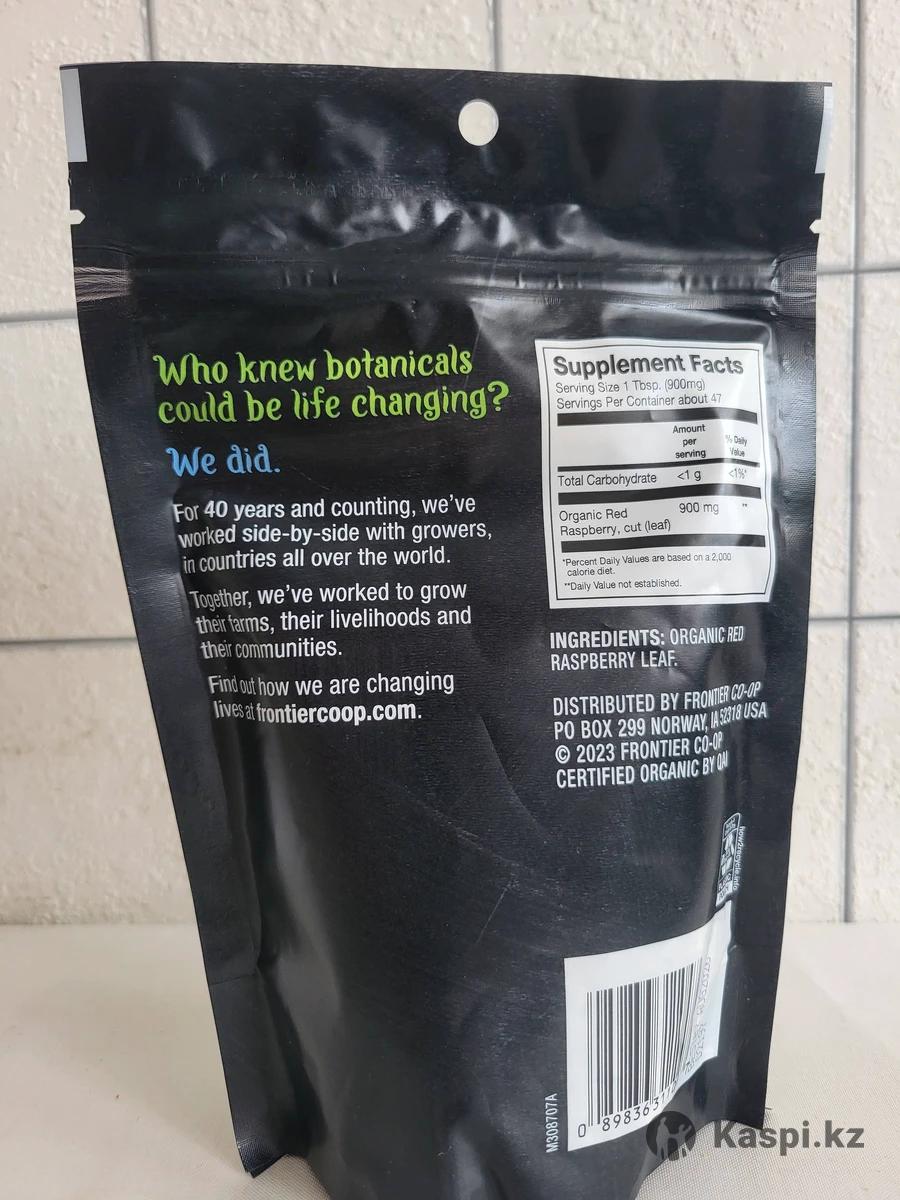 Who knew botanicals
could be life changing?
We did.
For 40 years and counting, we've
worked side-by-side with growers,
in countries all over the world.
Together, we've worked to grow
their farms, their livelihoods and
their communities.
Find out how we are changing
lives at frontiercoop.com.
Supplement Facts
Serving Size 1 Tbsp. (900mg)
Servings Per Container about 47
Amount
per
serving
% Daily
Value
Total Carbohydrate <1 g <1%*
Organic Red
Raspberry, cut (leaf) 900 mg **
*Percent Daily Values are based on a 2,000
calorie diet.
**Daily Value not established.
INGREDIENTS: ORGANIC RED
RASPBERRY LEAF.
DISTRIBUTED BY FRONTIER CO-OP
PO BOX 299 NORWAY, IA 52318 USA
© 2023 FRONTIER CO-OP
CERTIFIED ORGANIC BY QAI
how2recycle.info
M308707A
0 89836
Kaspi.kz